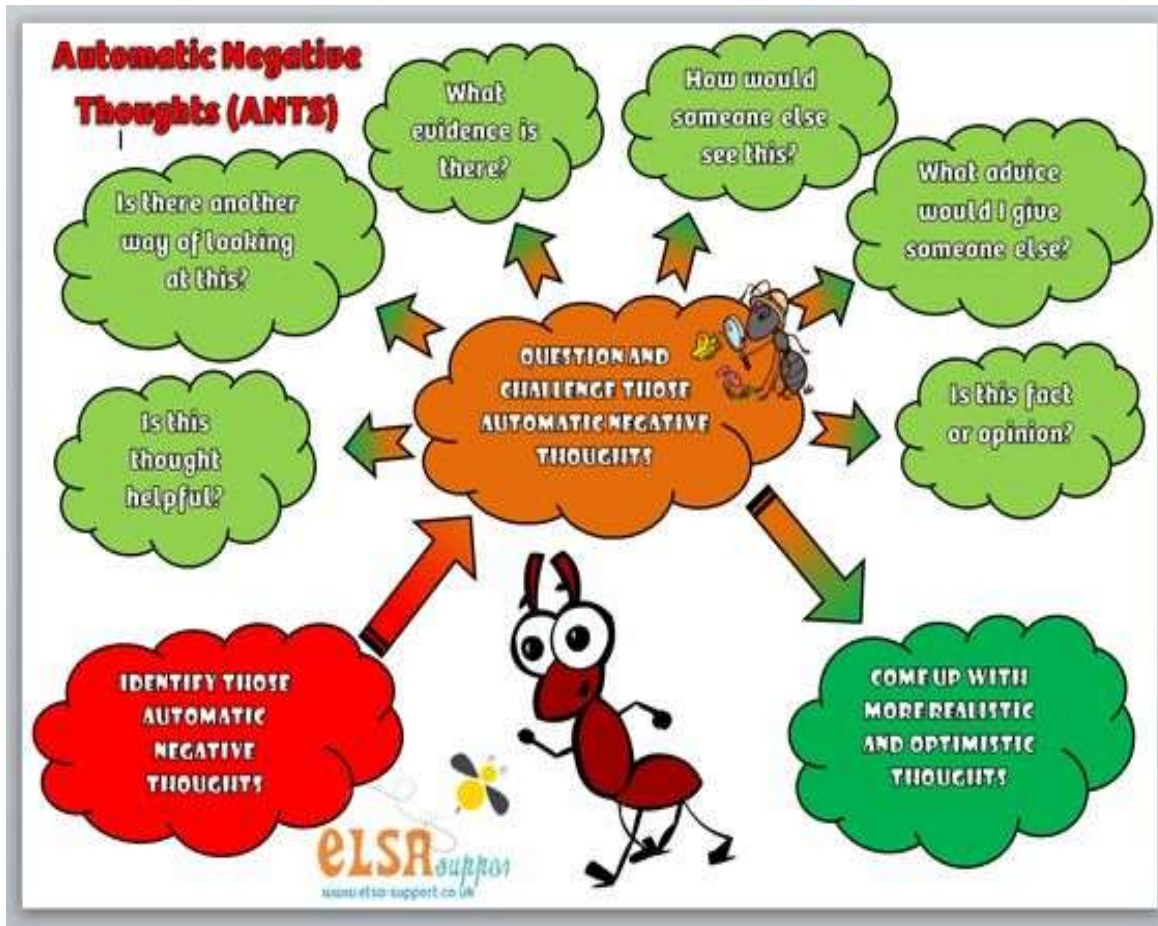 Automatic Negative
Thoughts (ANTS)
What
evidence is
there?
How would
someone else
see this?
Is there another
way of looking
at this?
What advice
would I give
someone else?
QUESTION AND
CHALLENGE THOSE
AUTOMATIC NEGATIVE
THOUGHTS
Is this
thought
helpful?
Is this fact
or opinion?
IDENTIFY THOSE
AUTOMATIC
NEGATIVE
THOUGHTS
COME UP WITH
MORE REALISTIC
AND OPTIMISTIC
THOUGHTS
eLSA support
www.elsa-support.co.uk